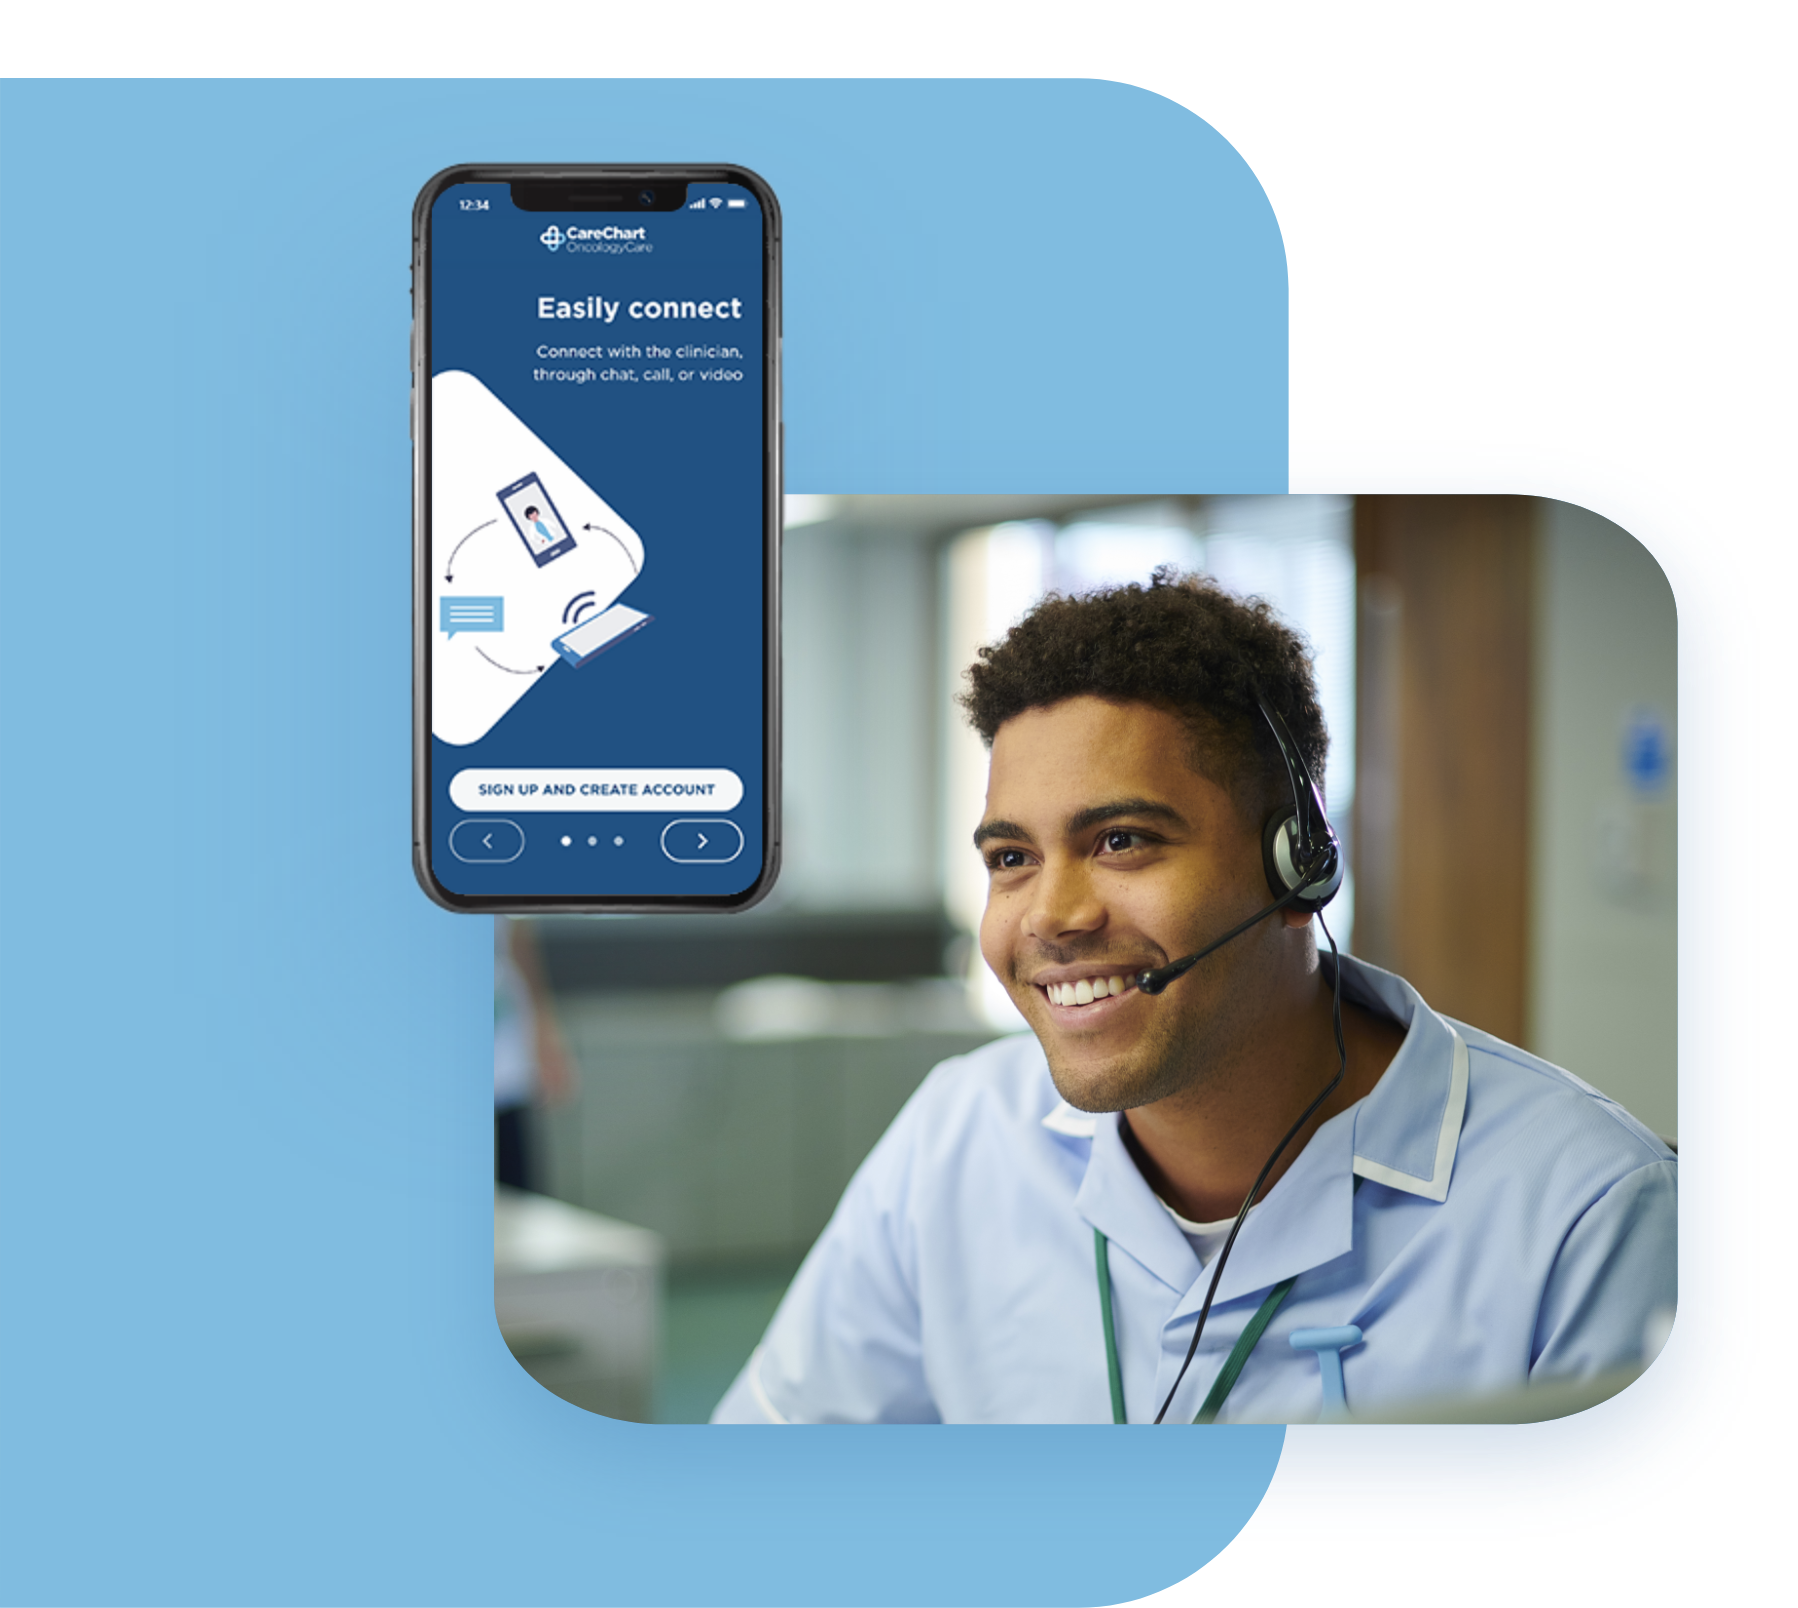 12:34
CareChart
OncologyCare
Easily connect
Connect with the clinician,
through chat, call, or video
SIGN UP AND CREATE ACCOUNT